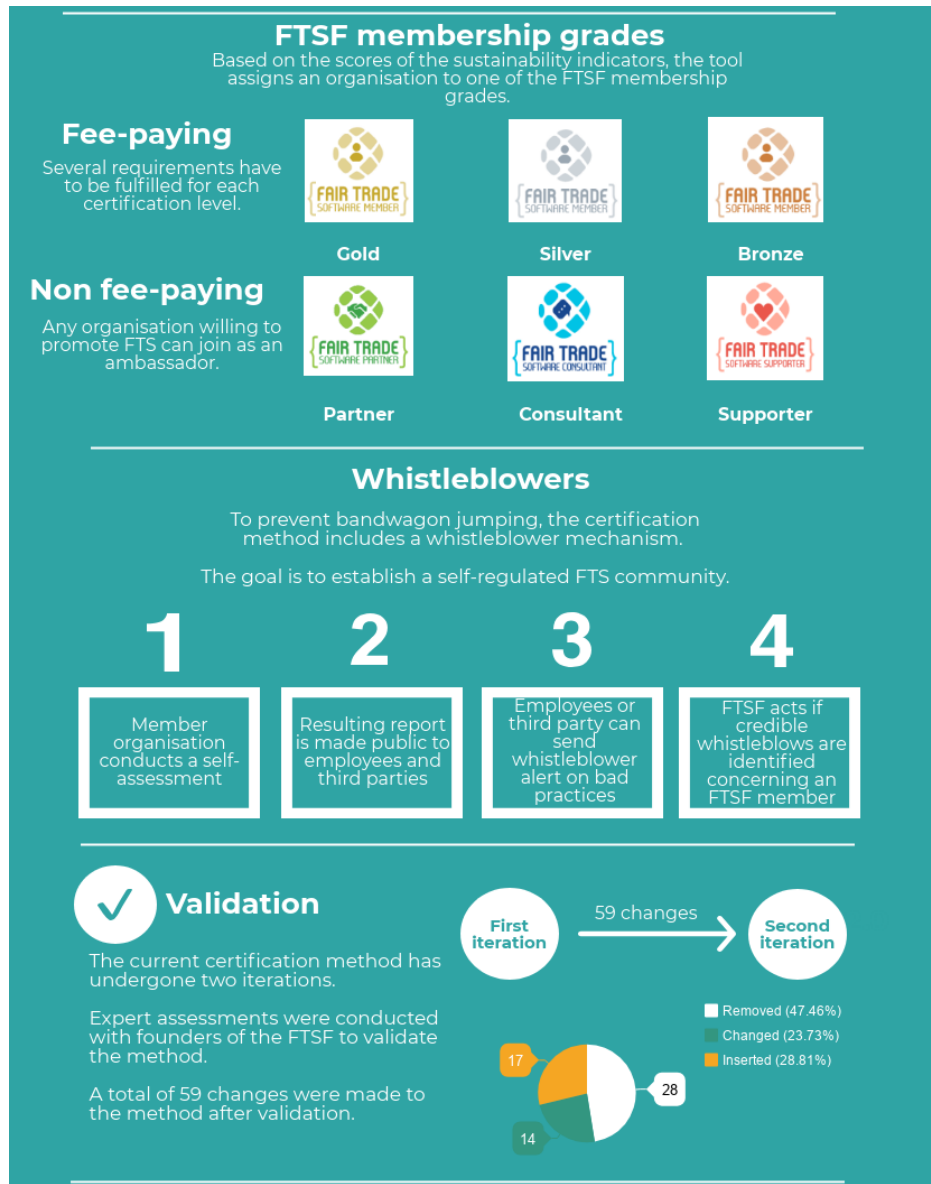 FTSF membership grades
Based on the scores of the sustainability indicators, the tool
assigns an organisation to one of the FTSF membership
grades.
Fee-paying
Several requirements have
to be fulfilled for each
certification level.
{FAIR TRADE}
SOFTWARE MEMBER
{FAIR TRADE}
SOFTWARE MEMBER
{FAIR TRADE}
SOFTWARE MEMBER
Gold
Silver
Bronze
Non fee-paying
Any organisation willing to
promote FTS can join as an
ambassador.
{FAIR TRADE}
SOFTWARE PARTNER
{FAIR TRADE}
SOFTWARE CONSULTANT
{FAIR TRADE}
SOFTWARE SUPPORTER
Partner
Consultant
Supporter
Whistleblowers
To prevent bandwagon jumping, the certification
method includes a whistleblower mechanism.
The goal is to establish a self-regulated FTS community.
1
Member
organisation
conducts a self-
assessment
2
Resulting report
is made public to
employees and
third parties
3
Employees or
third party can
send
whistleblower
alert on bad
practices
4
FTSF acts if
credible
whistleblows are
identified
concerning an
FTSF member
Validation
The current certification method has
undergone two iterations.
Expert assessments were conducted
with founders of the FTSF to validate
the method.
A total of 59 changes were made to
the method after validation.
First
iteration
59 changes
Second
iteration
Removed (47.46%)
Changed (23.73%)
Inserted (28.81%)
17
28
14